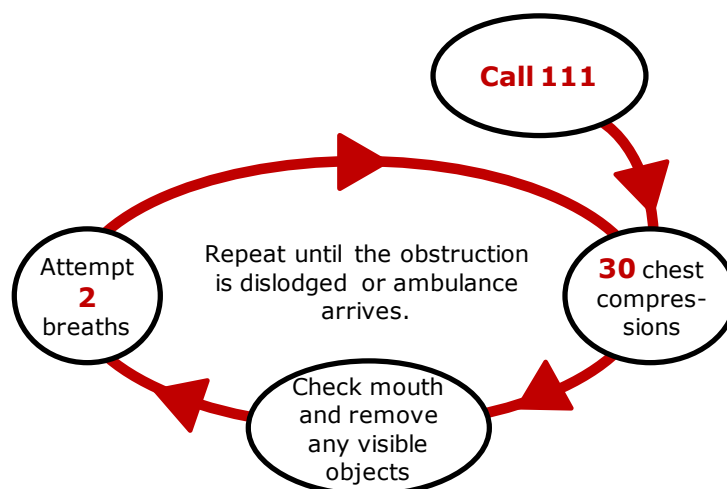 Call 111
30 chest
compres-
sions
Check mouth
and remove
any visible
objects
Attempt
2
breaths
Repeat until the obstruction
is dislodged or ambulance
arrives.